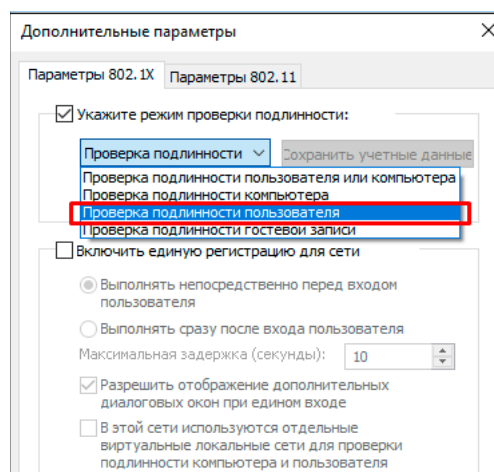 Дополнительные параметры
Параметры 802.1X Параметры 802.11
Укажите режим проверки подлинности:
Проверка подлинности Сохранить учетные данные
Проверка подлинности пользователя или компьютера
Проверка подлинности компьютера
Проверка подлинности пользователя
Проверка подлинности гостевой записи
Включить единую регистрацию для сети
Выполнять непосредственно перед входом
пользователя
Выполнять сразу после входа пользователя
Максимальная задержка (секунды): 10
Разрешить отображение дополнительных
диалоговых окон при едином входе
В этой сети используются отдельные
виртуальные локальные сети для проверки
подлинности компьютера и пользователя